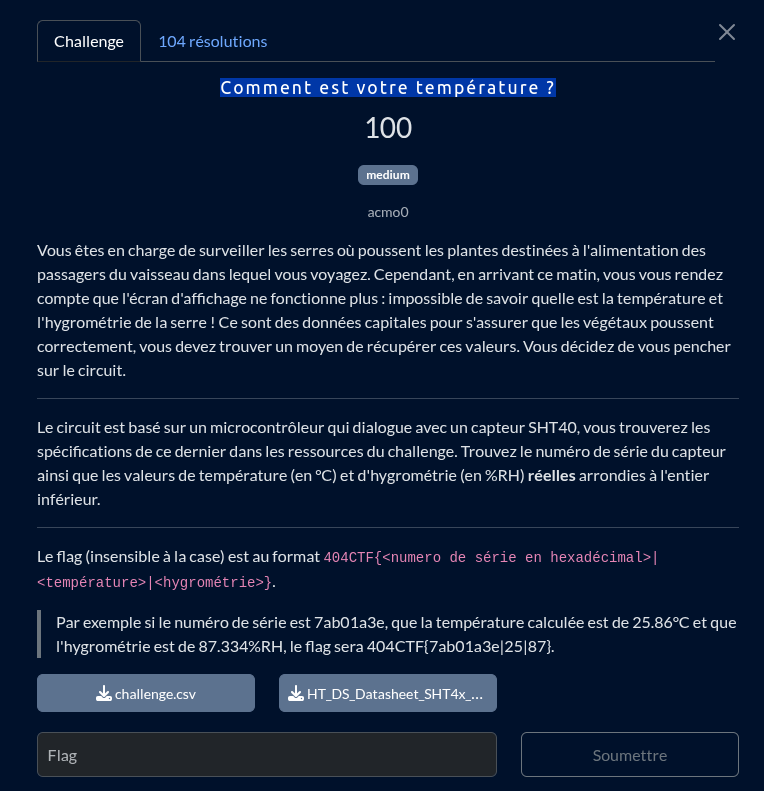 Challenge
104 résolutions
Comment est votre température ?
100
medium
acmo0
Vous êtes en charge de surveiller les serres où poussent les plantes destinées à l'alimentation des
passagers du vaisseau dans lequel vous voyagez. Cependant, en arrivant ce matin, vous vous rendez
compte que l'écran d'affichage ne fonctionne plus : impossible de savoir quelle est la température et
l'hygrométrie de la serre ! Ce sont des données capitales pour s'assurer que les végétaux poussent
correctement, vous devez trouver un moyen de récupérer ces valeurs. Vous décidez de vous pencher
sur le circuit.
Le circuit est basé sur un microcontrôleur qui dialogue avec un capteur SHT40, vous trouverez les
spécifications de ce dernier dans les ressources du challenge. Trouvez le numéro de série du capteur
ainsi que les valeurs de température (en °C) et d'hygrométrie (en %RH) réelles arrondies à l'entier
inférieur.
Le flag (insensible à la case) est au format 404CTF{<numero de série en hexadécimal>|
<température>|<hygrométrie>}.
Par exemple si le numéro de série est 7ab01a3e, que la température calculée est de 25.86°C et que
l'hygrométrie est de 87.334%RH, le flag sera 404CTF{7ab01a3e|25|87}.
challenge.csv
HT_DS_Datasheet_SHT4x_...
Flag
Soumettre